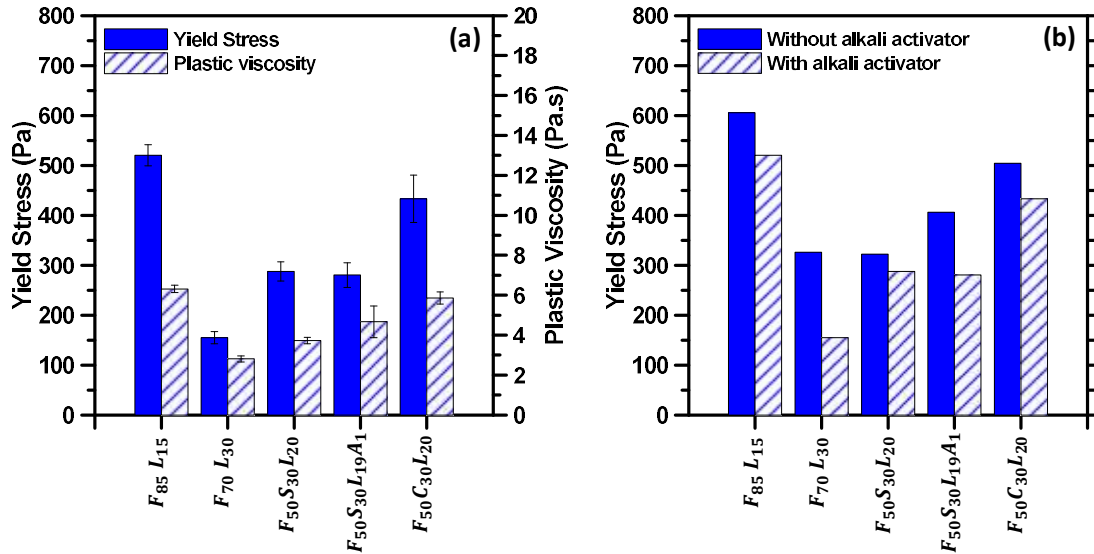 (a)
Yield Stress
Plastic viscosity
Yield Stress (Pa)
800
700
600
500
400
300
200
100
0
Plastic Viscosity (Pa.s)
20
18
16
14
12
10
8
6
4
2
0
F₈₅ L₁₅
F₇₀ L₃₀
F₅₀S₃₀L₂₀
F₅₀S₃₀L₁₉A₁
F₅₀C₃₀L₂₀
(b)
Without alkali activator
With alkali activator
Yield Stress (Pa)
800
700
600
500
400
300
200
100
0
F₈₅ L₁₅
F₇₀ L₃₀
F₅₀S₃₀L₂₀
F₅₀S₃₀L₁₉A₁
F₅₀C₃₀L₂₀